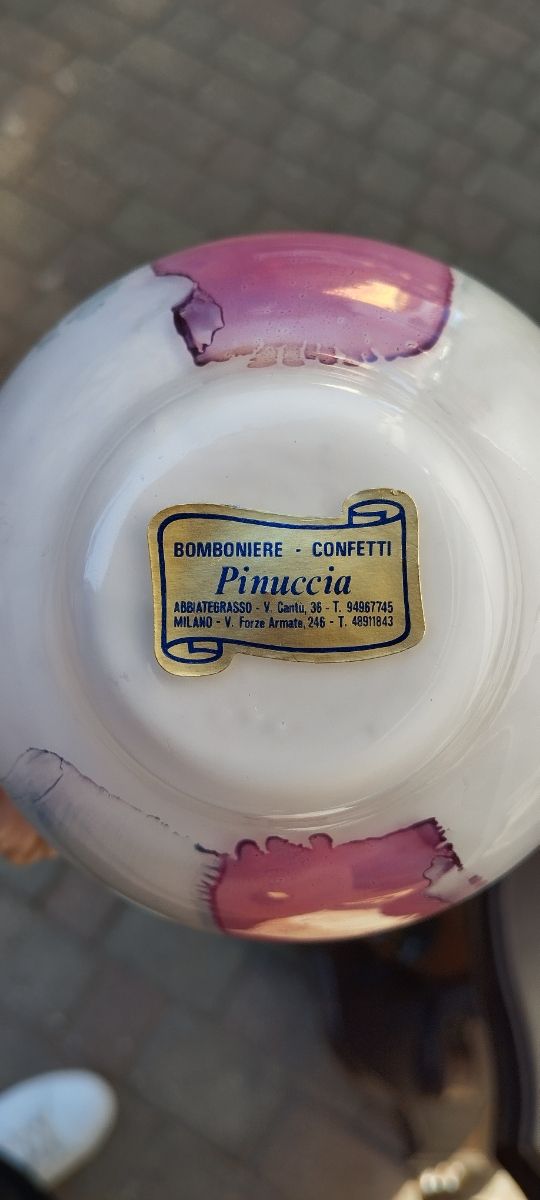 BOMBONIERE - CONFETTI
Pinuccia
ABBIATEGRASSO - V. Cantù, 36 - T. 94967745
MILANO - V. Forze Armate, 246 - T. 48911843